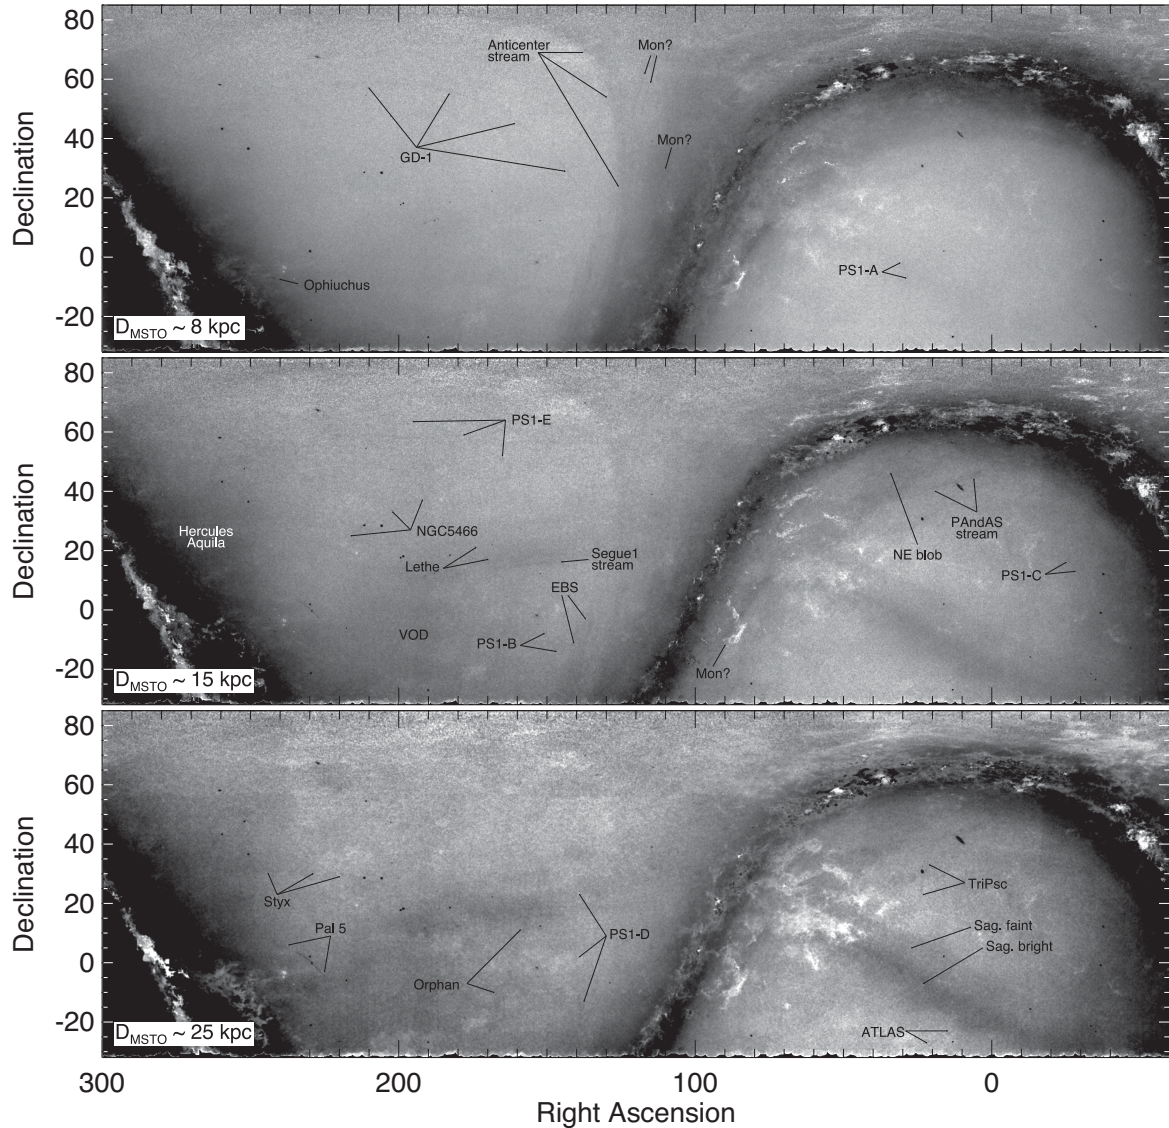 80
60
40
20
0
-20
Declination
Anticenter
stream
Mon?
Mon?
GD-1
PS1-A
Ophiuchus
D_MSTO ~ 8 kpc
80
60
40
20
0
-20
Declination
PS1-E
NGC5466
Hercules
Aquila
Lethe
Segue1
stream
EBS
VOD
PS1-B
Mon?
NE blob
PAndAS
stream
PS1-C
D_MSTO ~ 15 kpc
80
60
40
20
0
-20
Declination
Styx
Pal 5
Orphan
PS1-D
TriPsc
Sag. faint
Sag. bright
ATLAS
D_MSTO ~ 25 kpc
300
200
100
0
Right Ascension